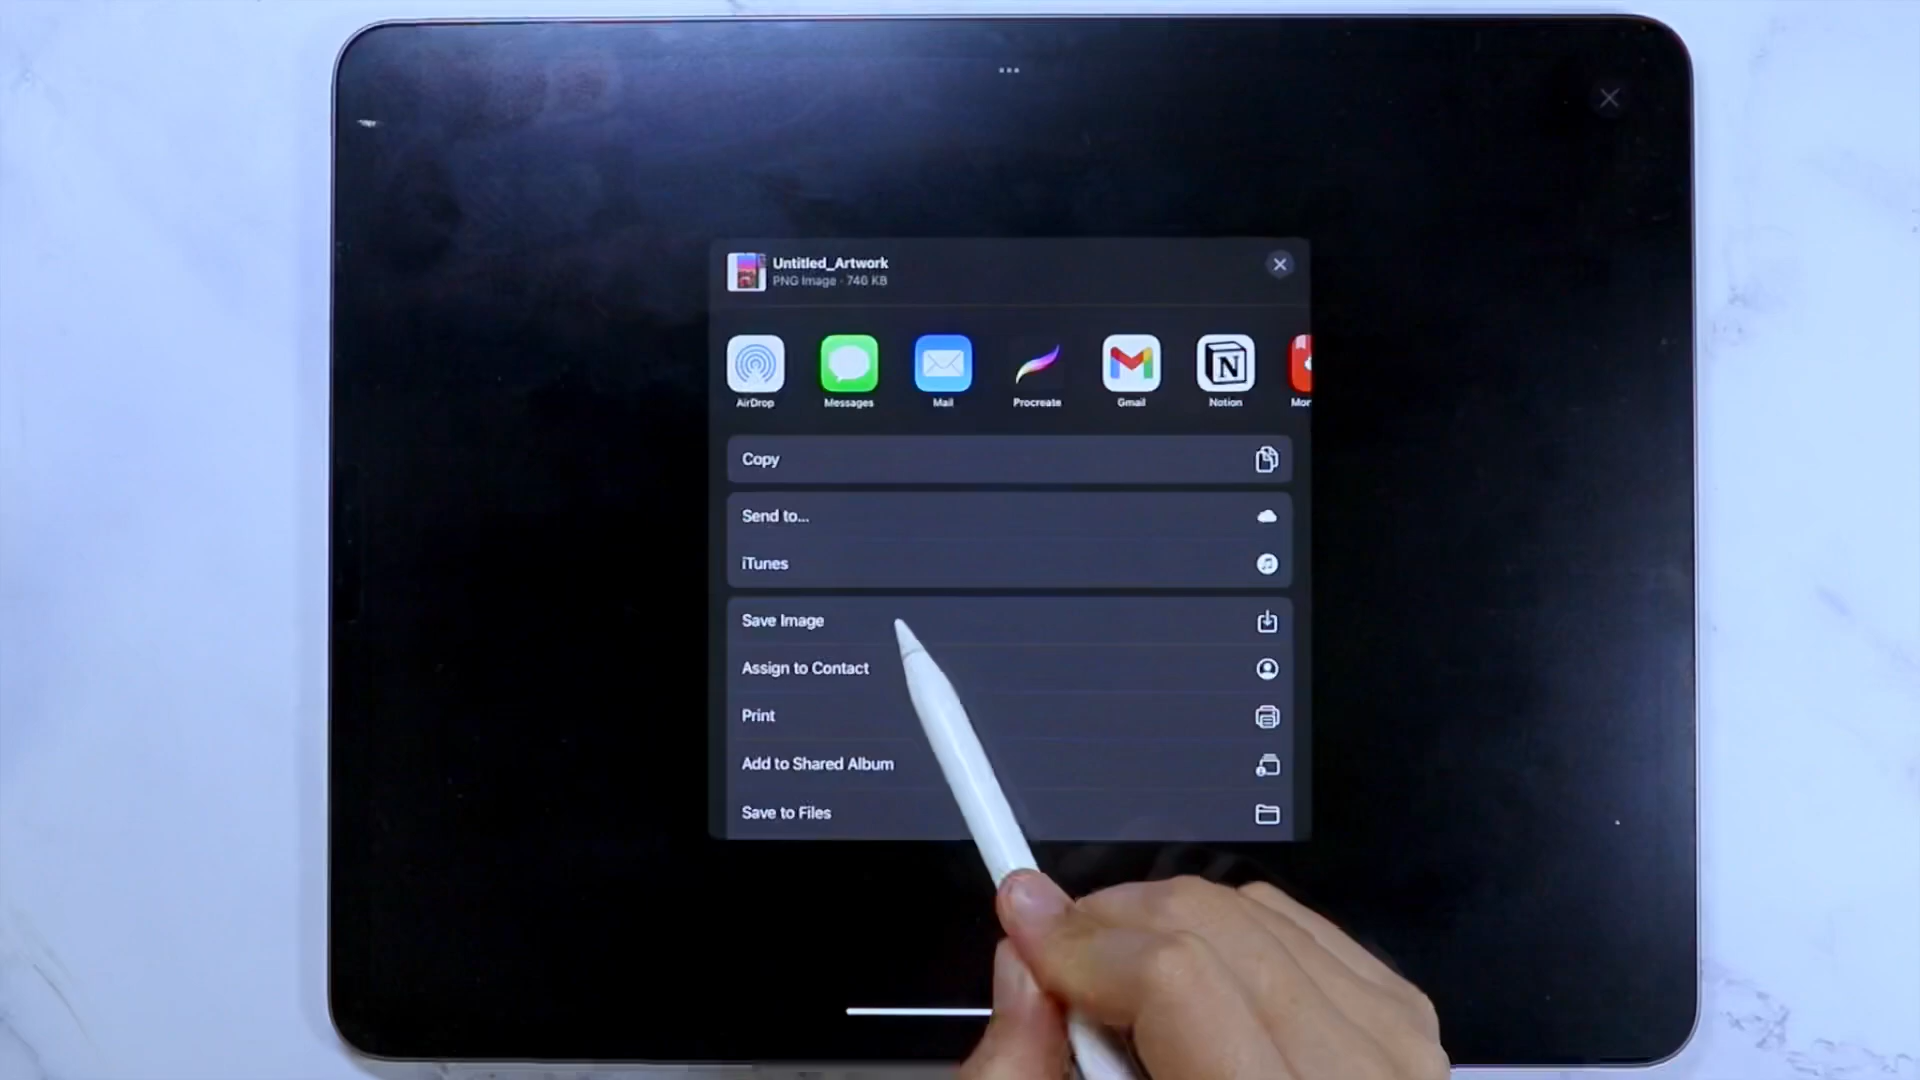 Untitled_Artwork
PNG Image · 746 KB
AirDrop
Messages
Mail
Procreate
Gmail
Notion
Mor
Copy
Send to...
iTunes
Save Image
Assign to Contact
Print
Add to Shared Album
Save to Files